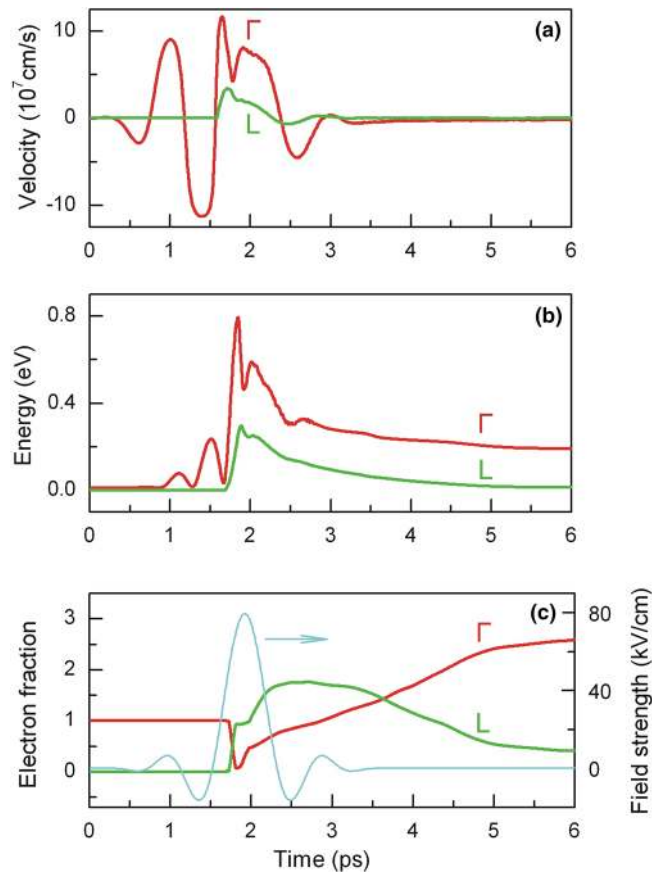 (a)
Γ
L
Velocity (10⁷cm/s)
10
0
-10
0 1 2 3 4 5 6
(b)
Γ
L
Energy (eV)
0.8
0.4
0.0
0 1 2 3 4 5 6
(c)
Γ
L
Electron fraction
3
2
1
0
Field strength (kV/cm)
80
40
0
0 1 2 3 4 5 6
Time (ps)